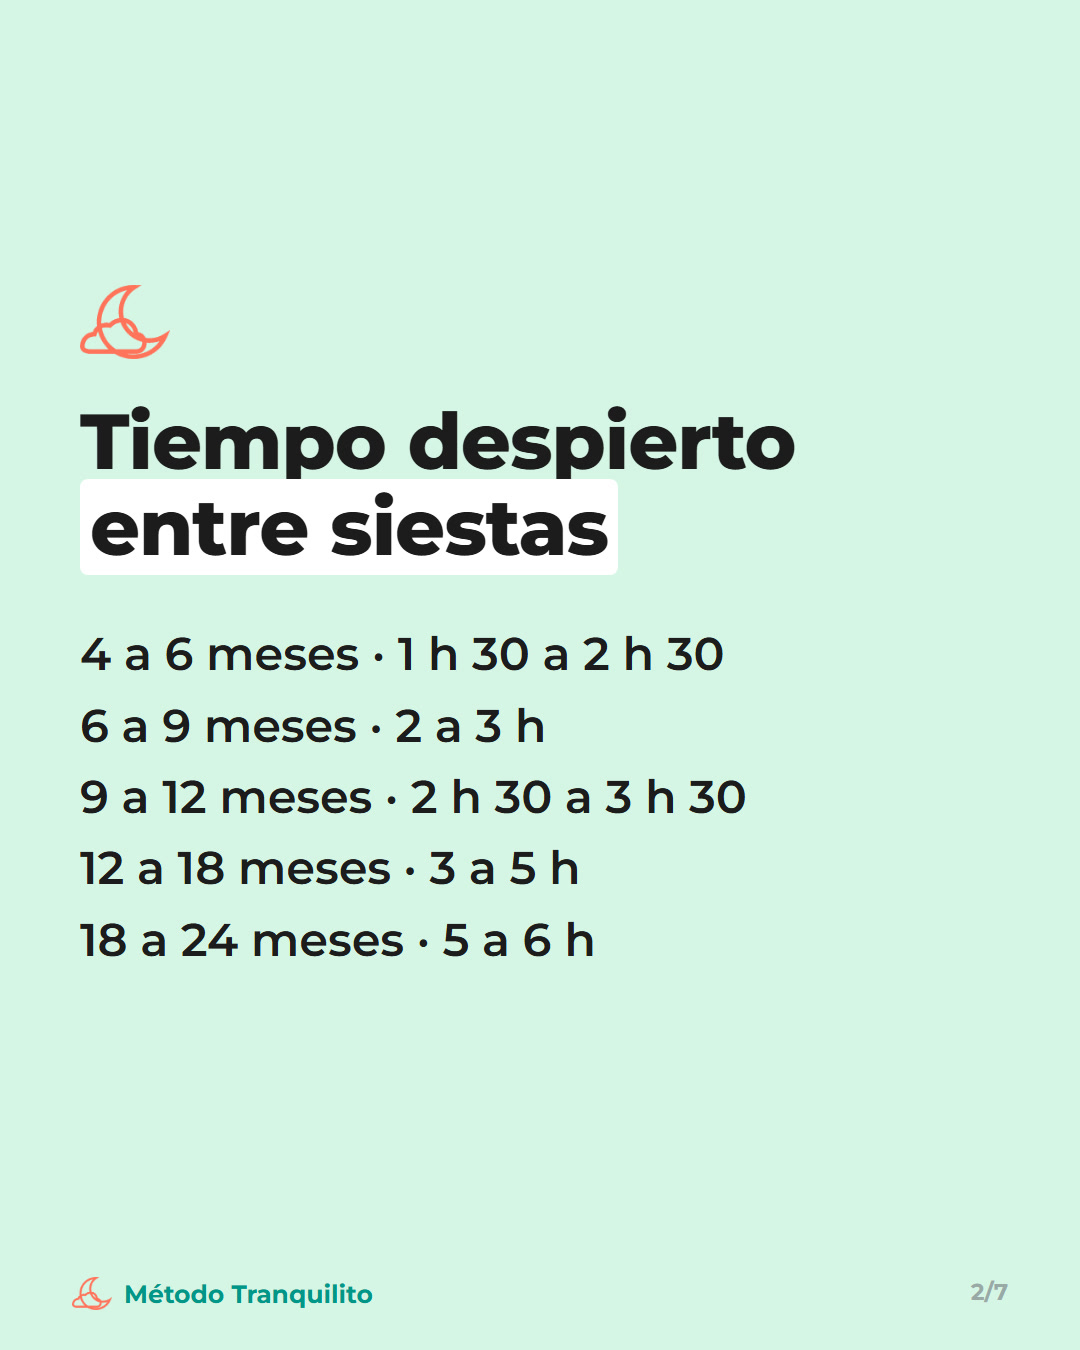 Tiempo despierto
entre siestas
4 a 6 meses · 1 h 30 a 2 h 30
6 a 9 meses · 2 a 3 h
9 a 12 meses · 2 h 30 a 3 h 30
12 a 18 meses · 3 a 5 h
18 a 24 meses · 5 a 6 h
Método Tranquilito
2/7